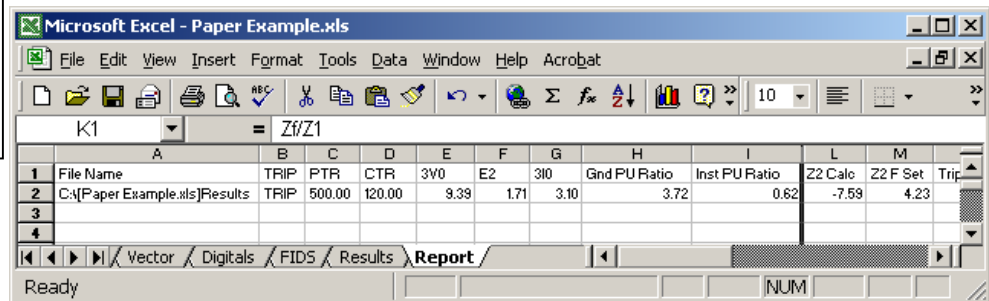 Microsoft Excel - Paper Example.xls
File Edit View Insert Format Tools Data Window Help Acrobat
10
K1 = Zf/Z1
A B C D E F G H I L M
1 File Name TRIP PTR CTR 3V0 E2 3I0 Gnd PU Ratio Inst PU Ratio Z2 Calc Z2 F Set Trip
2 C:\[Paper Example.xls]Results TRIP 500.00 120.00 9.39 1.71 3.10 3.72 0.62 -7.59 4.23
3
4
Vector Digitals FIDS Results Report
Ready NUM